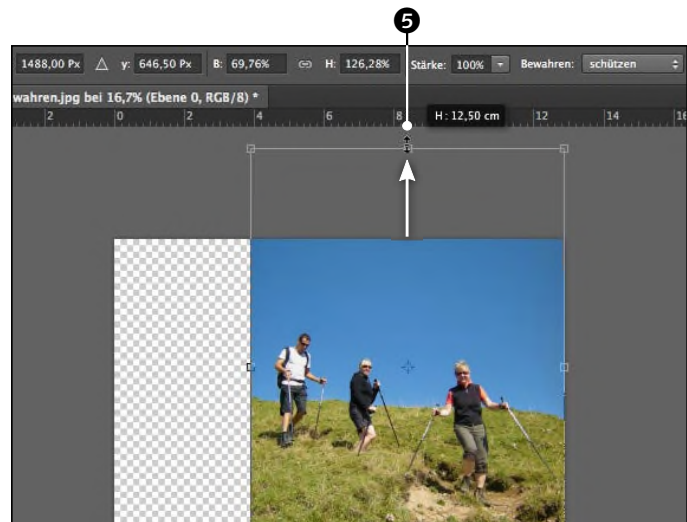 5
1488,00 Px y: 646,50 Px B: 69,76% H: 126,28% Stärke: 100% Bewahren: schützen
wahren.jpg bei 16,7% (Ebene 0, RGB/8) *
2 0 2 4 6 8 12 16
H: 12,50 cm